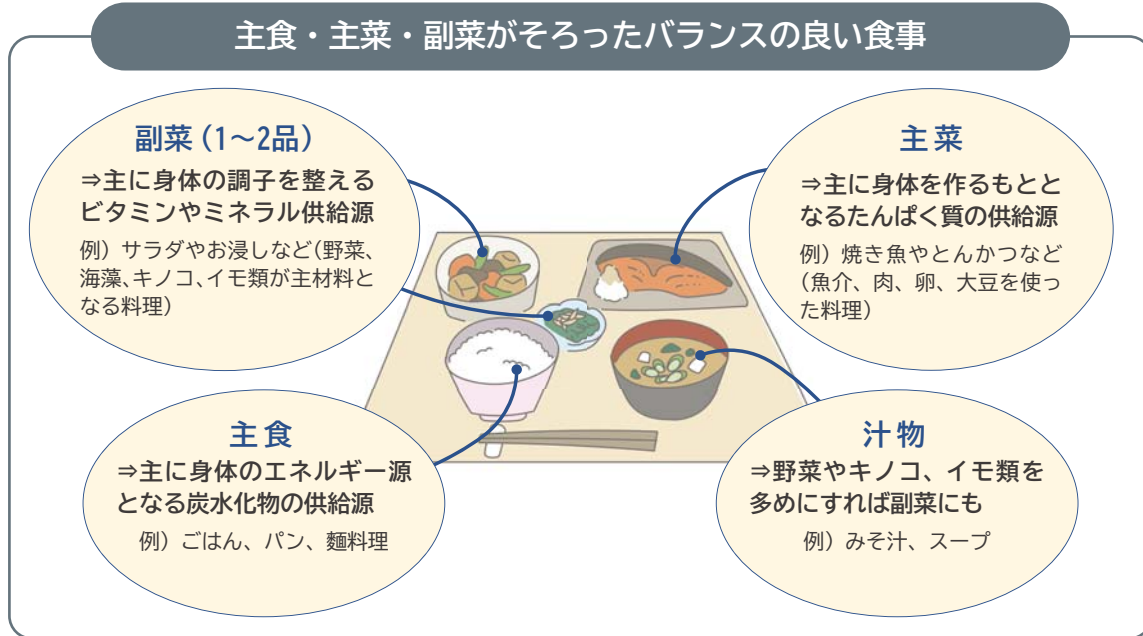 主食・主菜・副菜がそろったバランスの良い食事
副菜（1～2品）
⇒主に身体の調子を整える
ビタミンやミネラル供給源
例）サラダやお浸しなど（野菜、
海藻、キノコ、イモ類が主材料と
なる料理）
主菜
⇒主に身体を作るもとと
なるたんぱく質の供給源
例）焼き魚やとんかつなど
（魚介、肉、卵、大豆を使っ
た料理）
主食
⇒主に身体のエネルギー源
となる炭水化物の供給源
例）ごはん、パン、麵料理
汁物
⇒野菜やキノコ、イモ類を
多めにすれば副菜にも
例）みそ汁、スープ